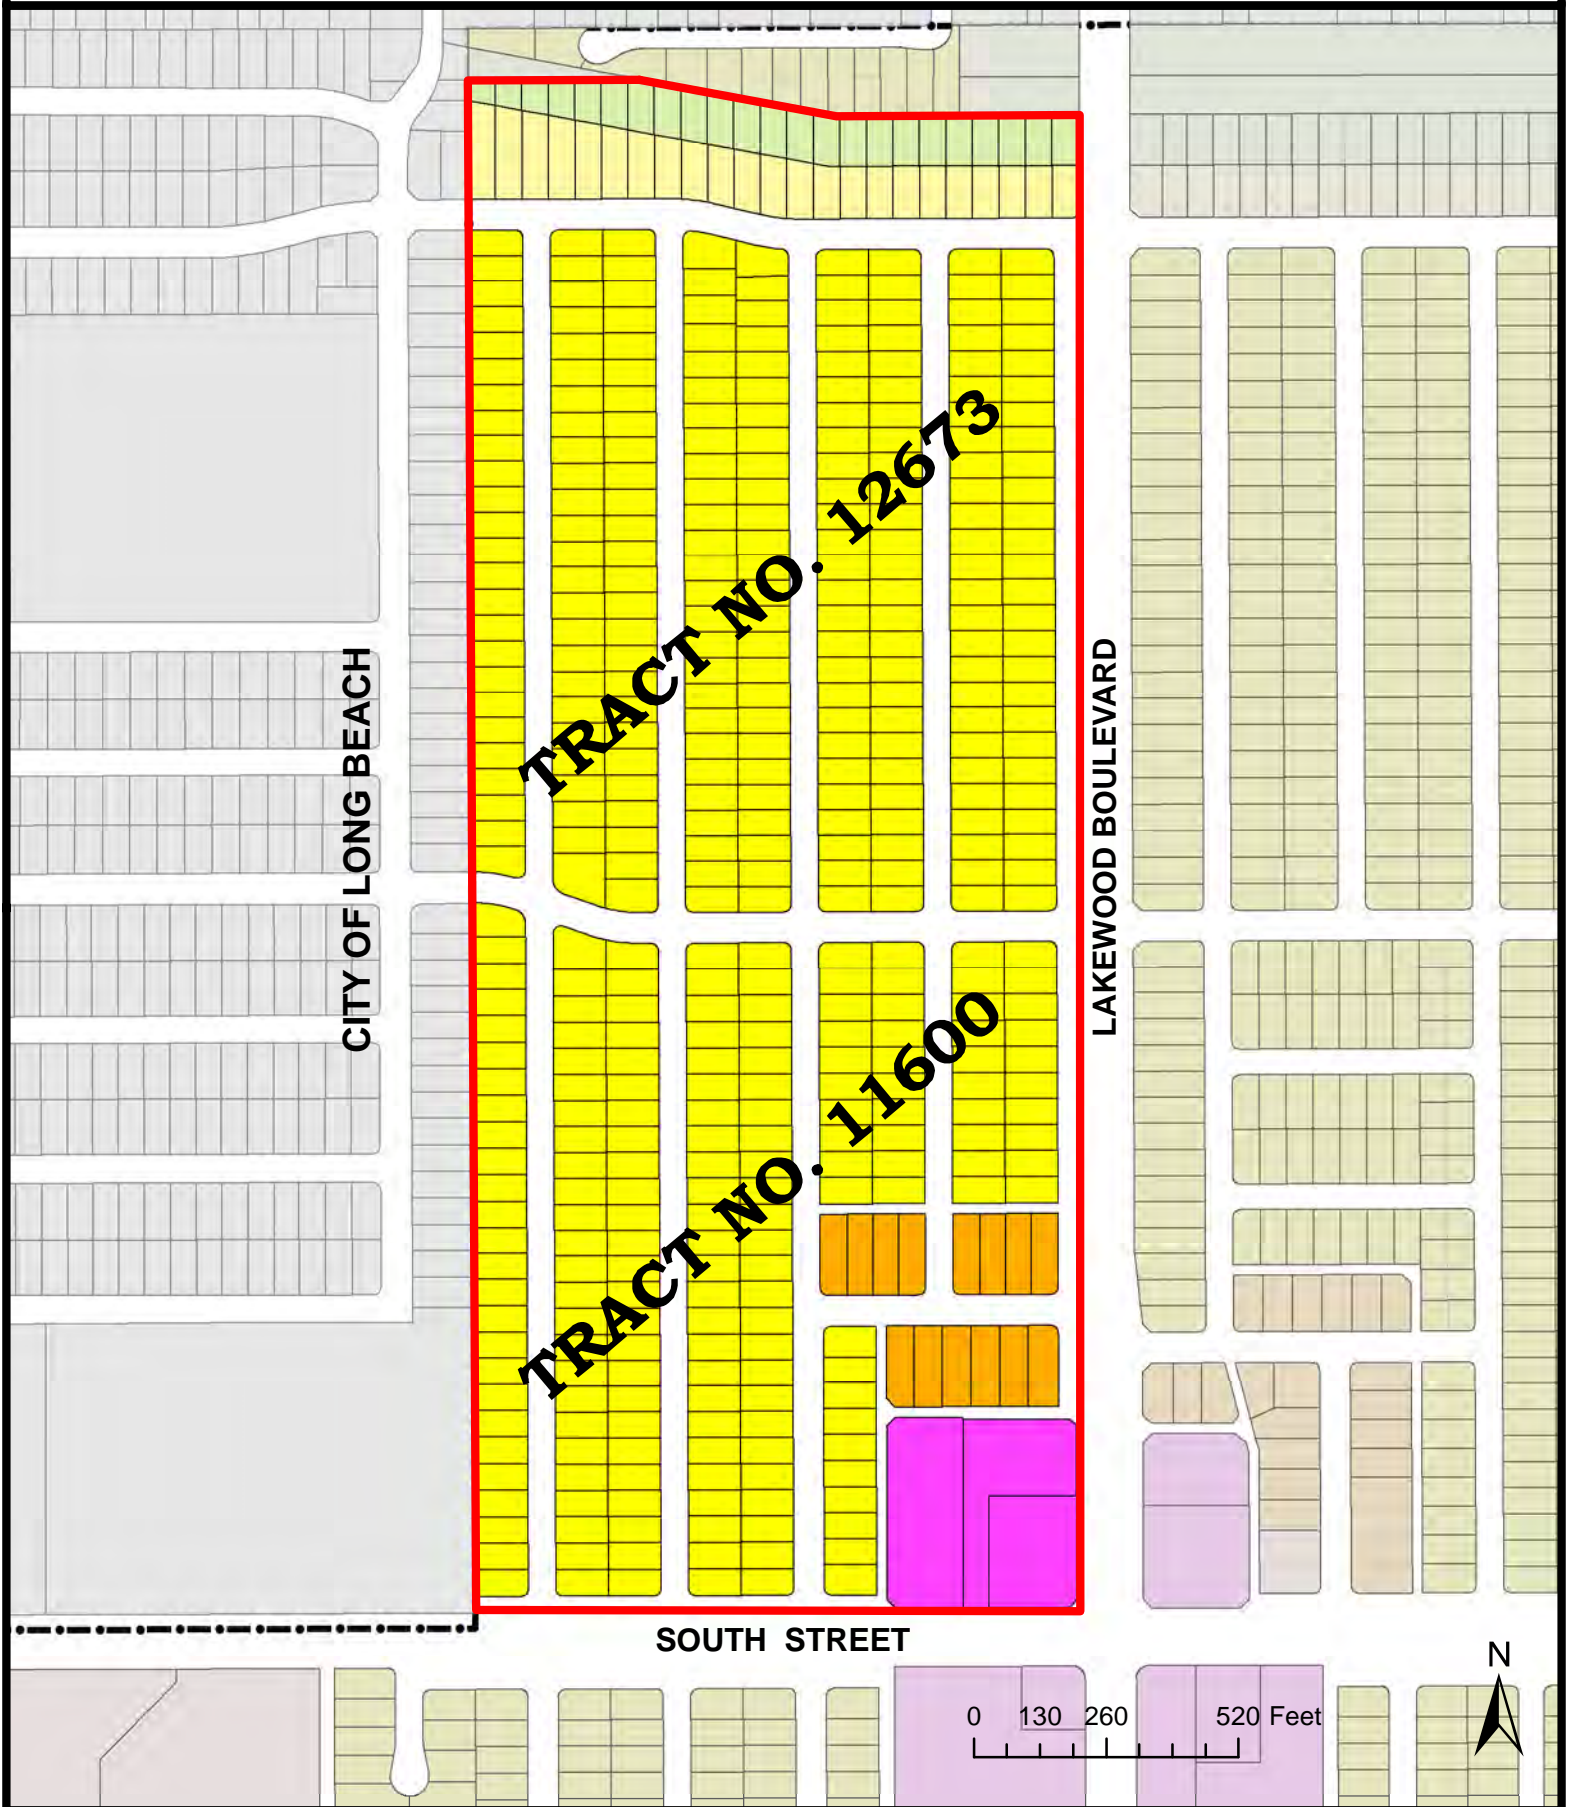 TRACT NO. 12673
CITY OF LONG BEACH
LAKEWOOD BOULEVARD
TRACT NO. 11600
SOUTH STREET
N
0 130 260 520 Feet